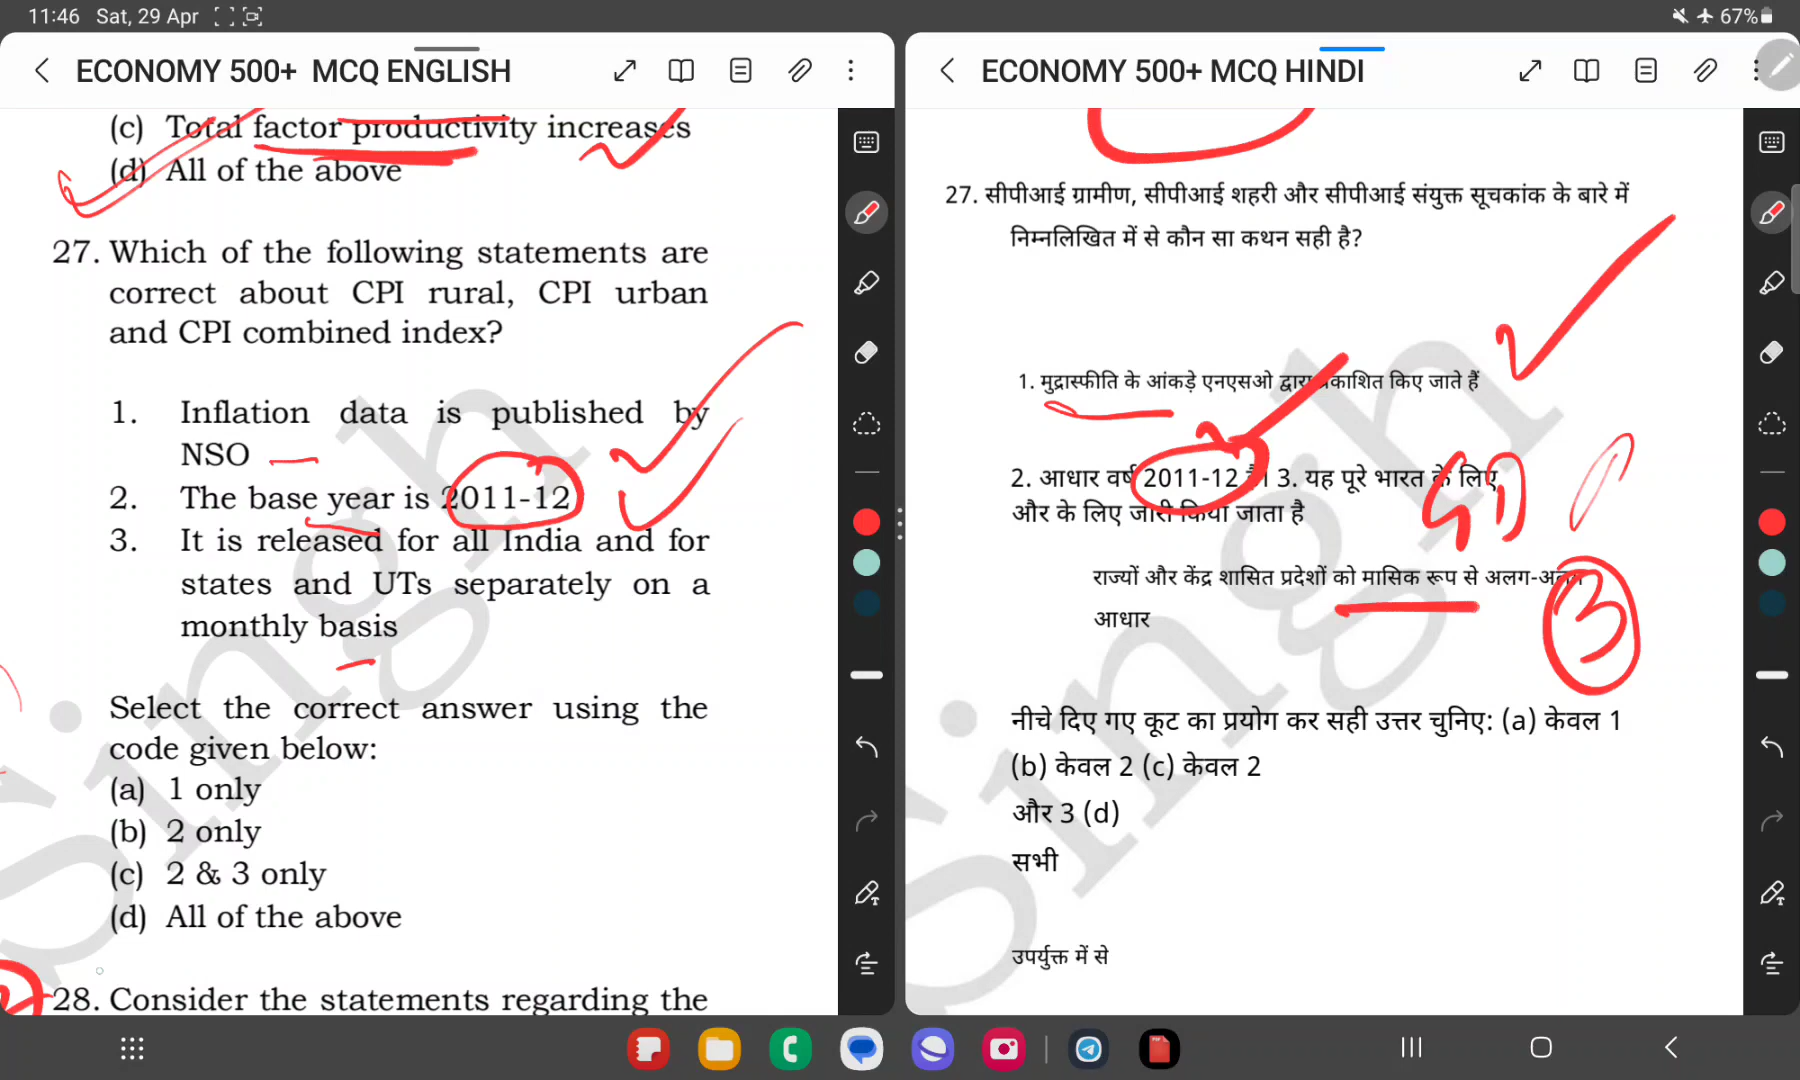 11:46 Sat, 29 Apr
67%
ECONOMY 500+ MCQ ENGLISH
(c) Total factor productivity increases
(d) All of the above
27. Which of the following statements are
correct about CPI rural, CPI urban
and CPI combined index?
1. Inflation data is published by
NSO
2. The base year is 2011-12
3. It is released for all India and for
states and UTs separately on a
monthly basis
Select the correct answer using the
code given below:
(a) 1 only
(b) 2 only
(c) 2 & 3 only
(d) All of the above
28. Consider the statements regarding the
Singh
ECONOMY 500+ MCQ HINDI
27. सीपीआई ग्रामीण, सीपीआई शहरी और सीपीआई संयुक्त सूचकांक के बारे में
निम्नलिखित में से कौन सा कथन सही है?
1. मुद्रास्फीति के आंकड़े एनएसओ द्वारा प्रकाशित किए जाते हैं
2. आधार वर्ष 2011-12 है। 3. यह पूरे भारत के लिए
और के लिए जारी किया जाता है
राज्यों और केंद्र शासित प्रदेशों को मासिक रूप से अलग-अलग
3
आधार
नीचे दिए गए कूट का प्रयोग कर सही उत्तर चुनिए: (a) केवल 1
(b) केवल 2 (c) केवल 2
और 3 (d)
सभी
उपर्युक्त में से
Singh